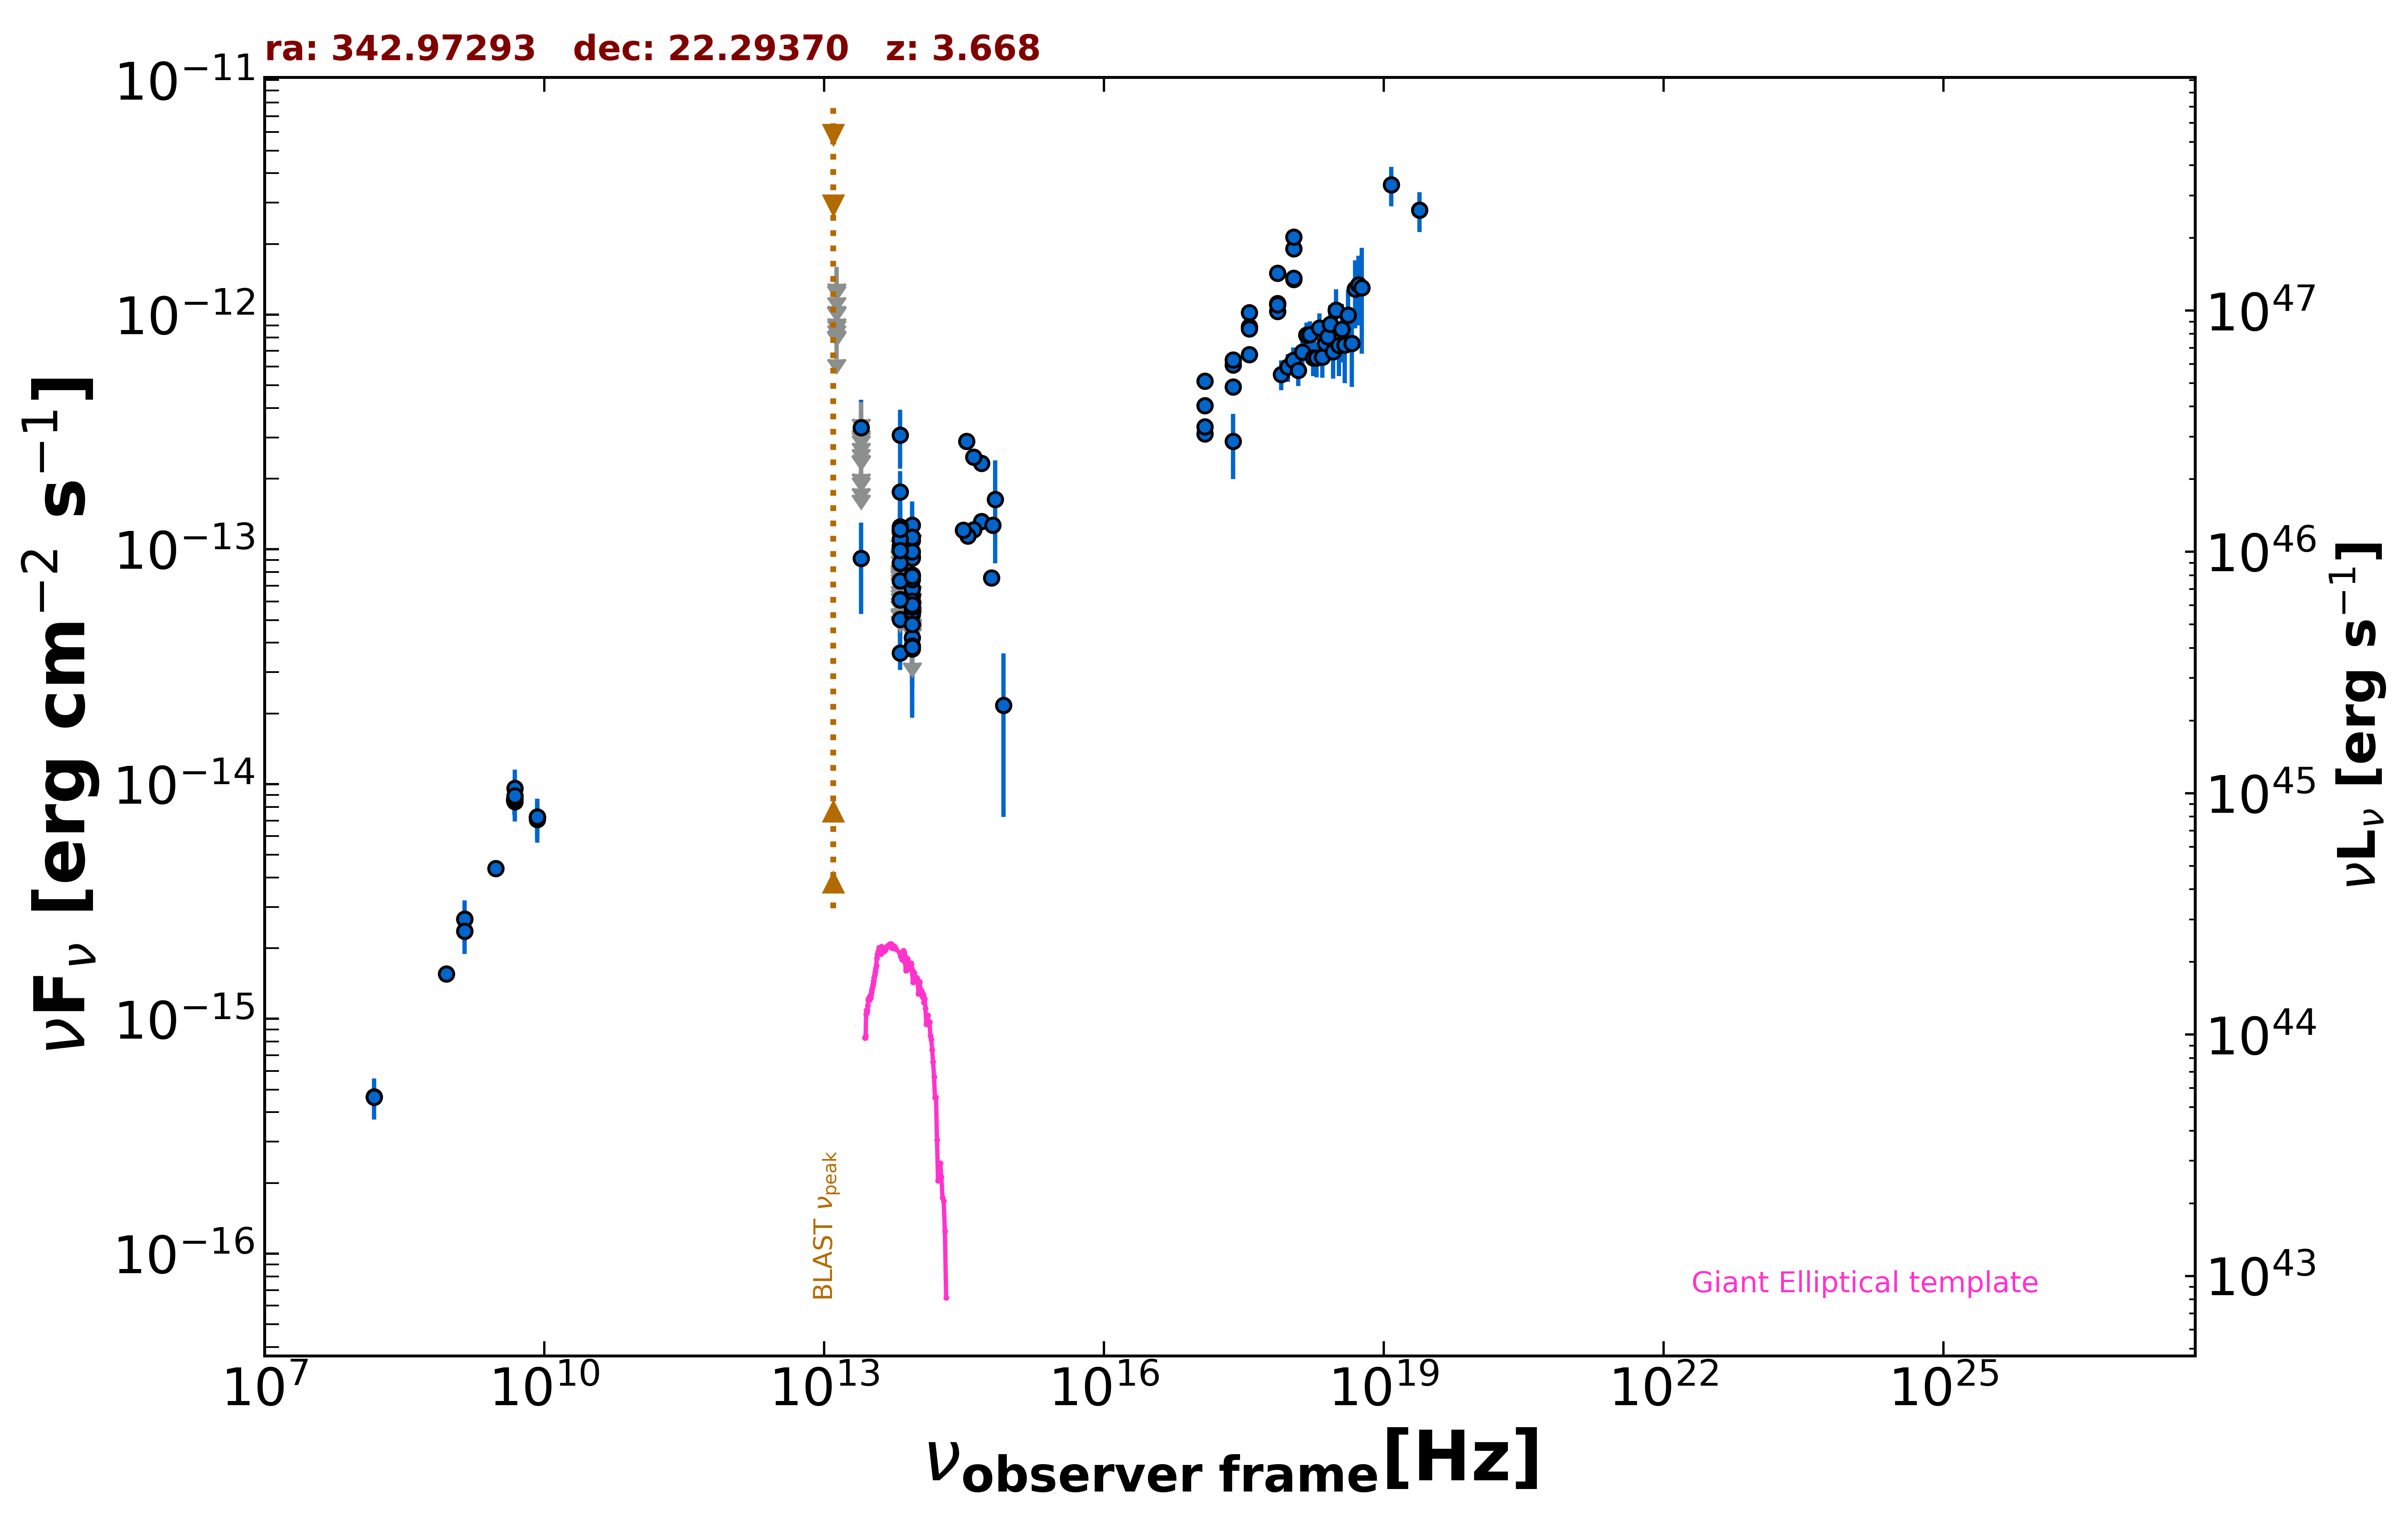 ra: 342.97293   dec: 22.29370   z: 3.668
10⁻¹¹
10⁻¹²
10⁻¹³
10⁻¹⁴
10⁻¹⁵
10⁻¹⁶
νFν [erg cm⁻² s⁻¹]
10⁴⁷
10⁴⁶
10⁴⁵
10⁴⁴
10⁴³
νLν [erg s⁻¹]
BLAST νpeak
Giant Elliptical template
10⁷ 10¹⁰ 10¹³ 10¹⁶ 10¹⁹ 10²² 10²⁵
νobserver frame[Hz]